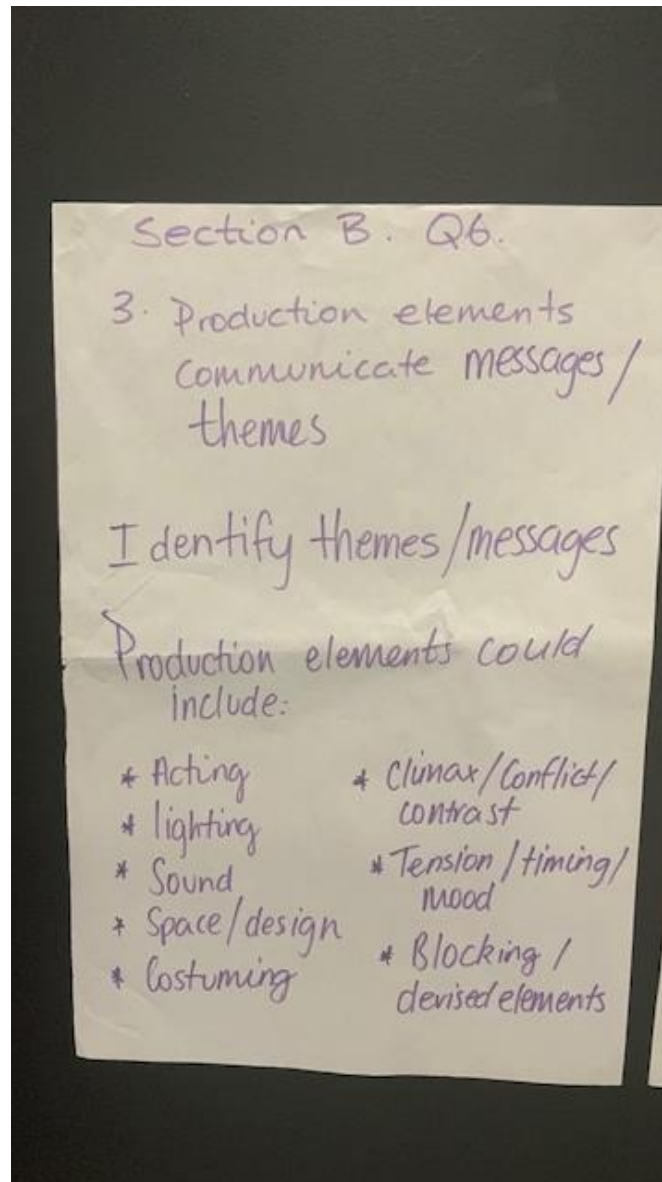 Section B. Q6.
3. Production elements
communicate messages/
themes
Identify themes/messages
Production elements could
include:
* Acting
* lighting
* Sound
* Space/design
* Costuming
* Climax/Conflict/
contrast
* Tension/timing/
mood
* Blocking/
devised elements